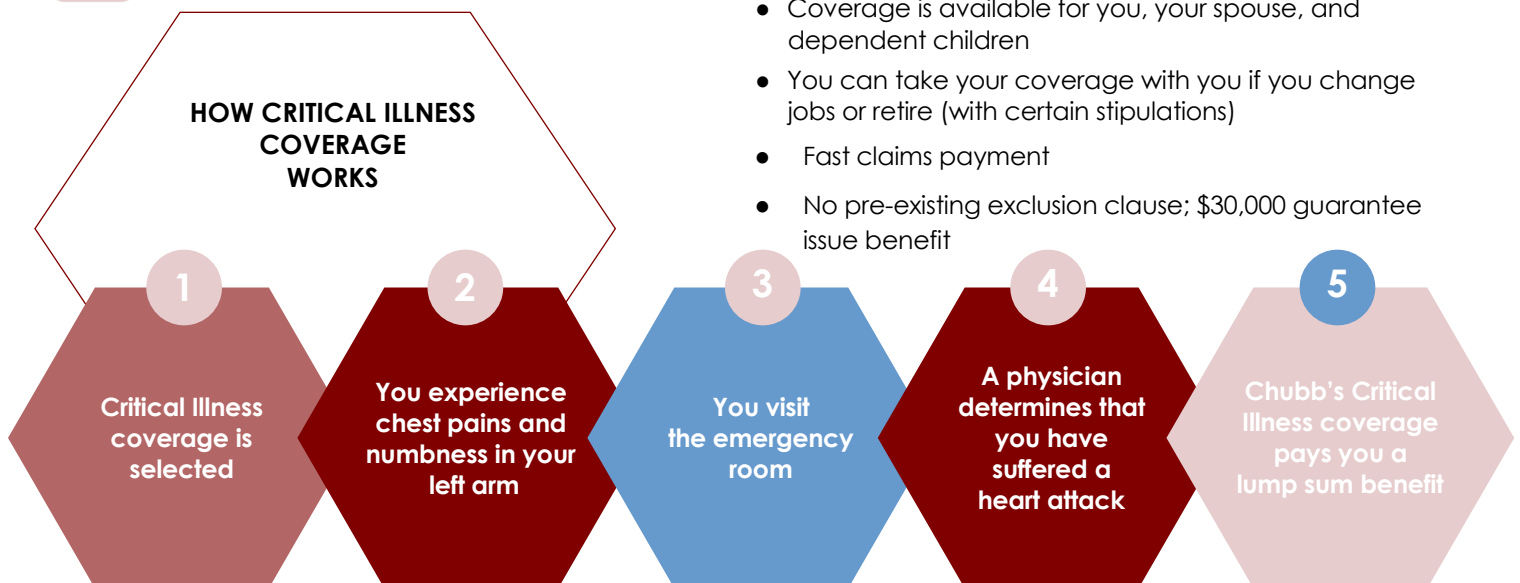 ● Coverage is available for you, your spouse, and
dependent children
● You can take your coverage with you if you change
jobs or retire (with certain stipulations)
● Fast claims payment
● No pre-existing exclusion clause; $30,000 guarantee
issue benefit
HOW CRITICAL ILLNESS
COVERAGE
WORKS
1
Critical Illness
coverage is
selected
2
You experience
chest pains and
numbness in your
left arm
3
You visit
the emergency
room
4
A physician
determines that
you have
suffered a
heart attack
5
Chubb’s Critical
Illness coverage
pays you a
lump sum benefit